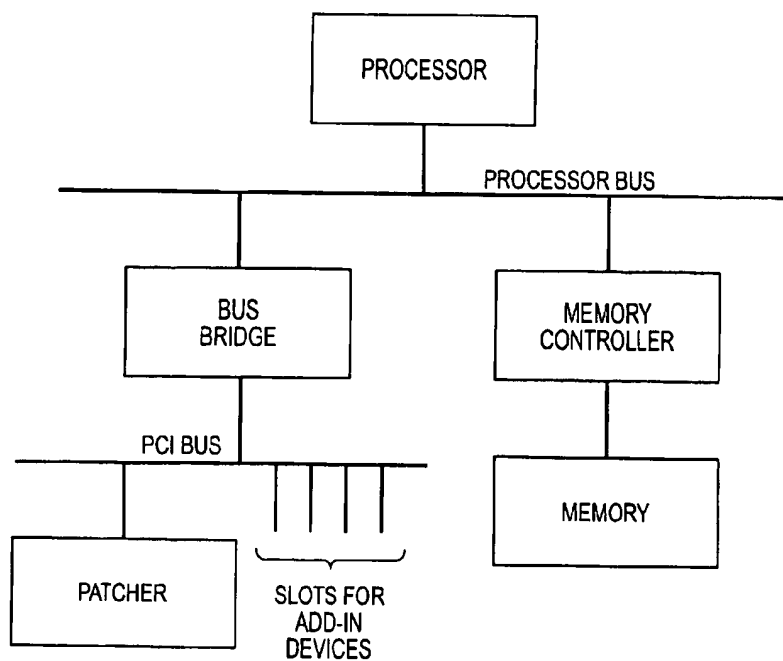 PROCESSOR
PROCESSOR BUS
BUS
BRIDGE
MEMORY
CONTROLLER
PCI BUS
MEMORY
PATCHER
SLOTS FOR
ADD-IN
DEVICES